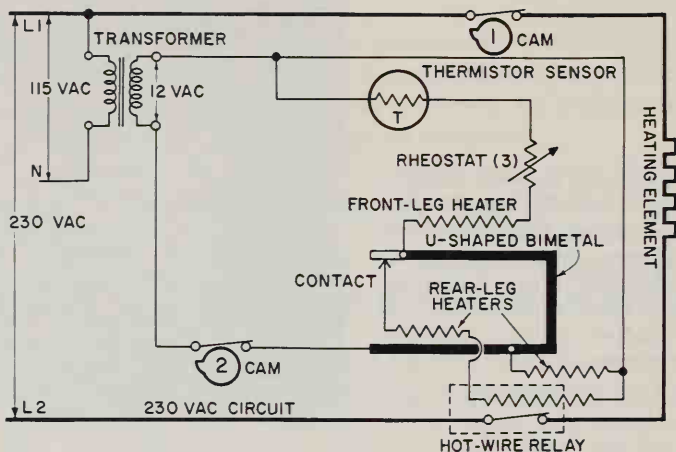 L1
TRANSFORMER
1
CAM
THERMISTOR SENSOR
115 VAC
12 VAC
T
HEATING ELEMENT
N
RHEOSTAT (3)
230 VAC
FRONT-LEG HEATER
U-SHAPED BIMETAL
CONTACT
REAR-LEG
HEATERS
2
CAM
L2
230 VAC CIRCUIT
HOT-WIRE RELAY